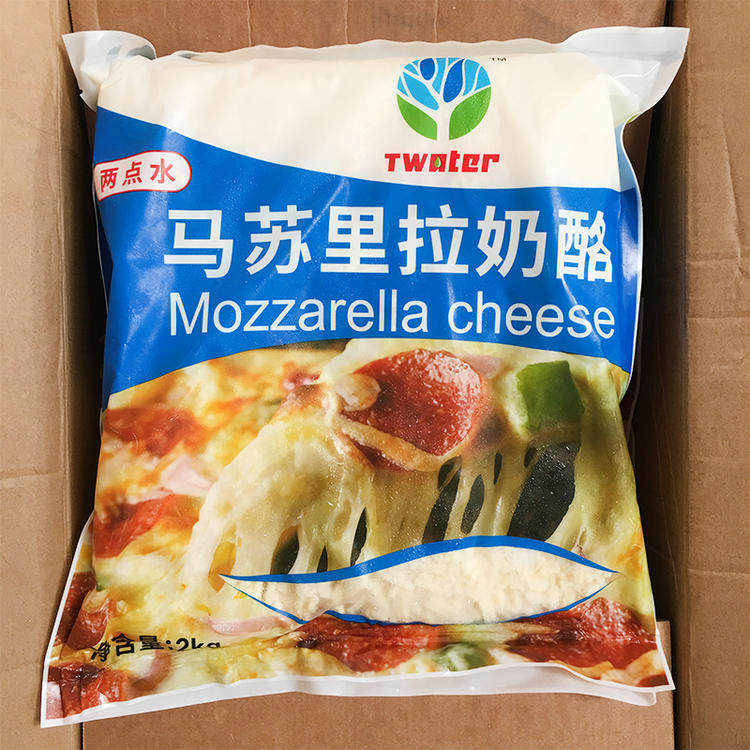 TM
TWater
两点水
马苏里拉奶酪
Mozzarella cheese
净含量:2kg